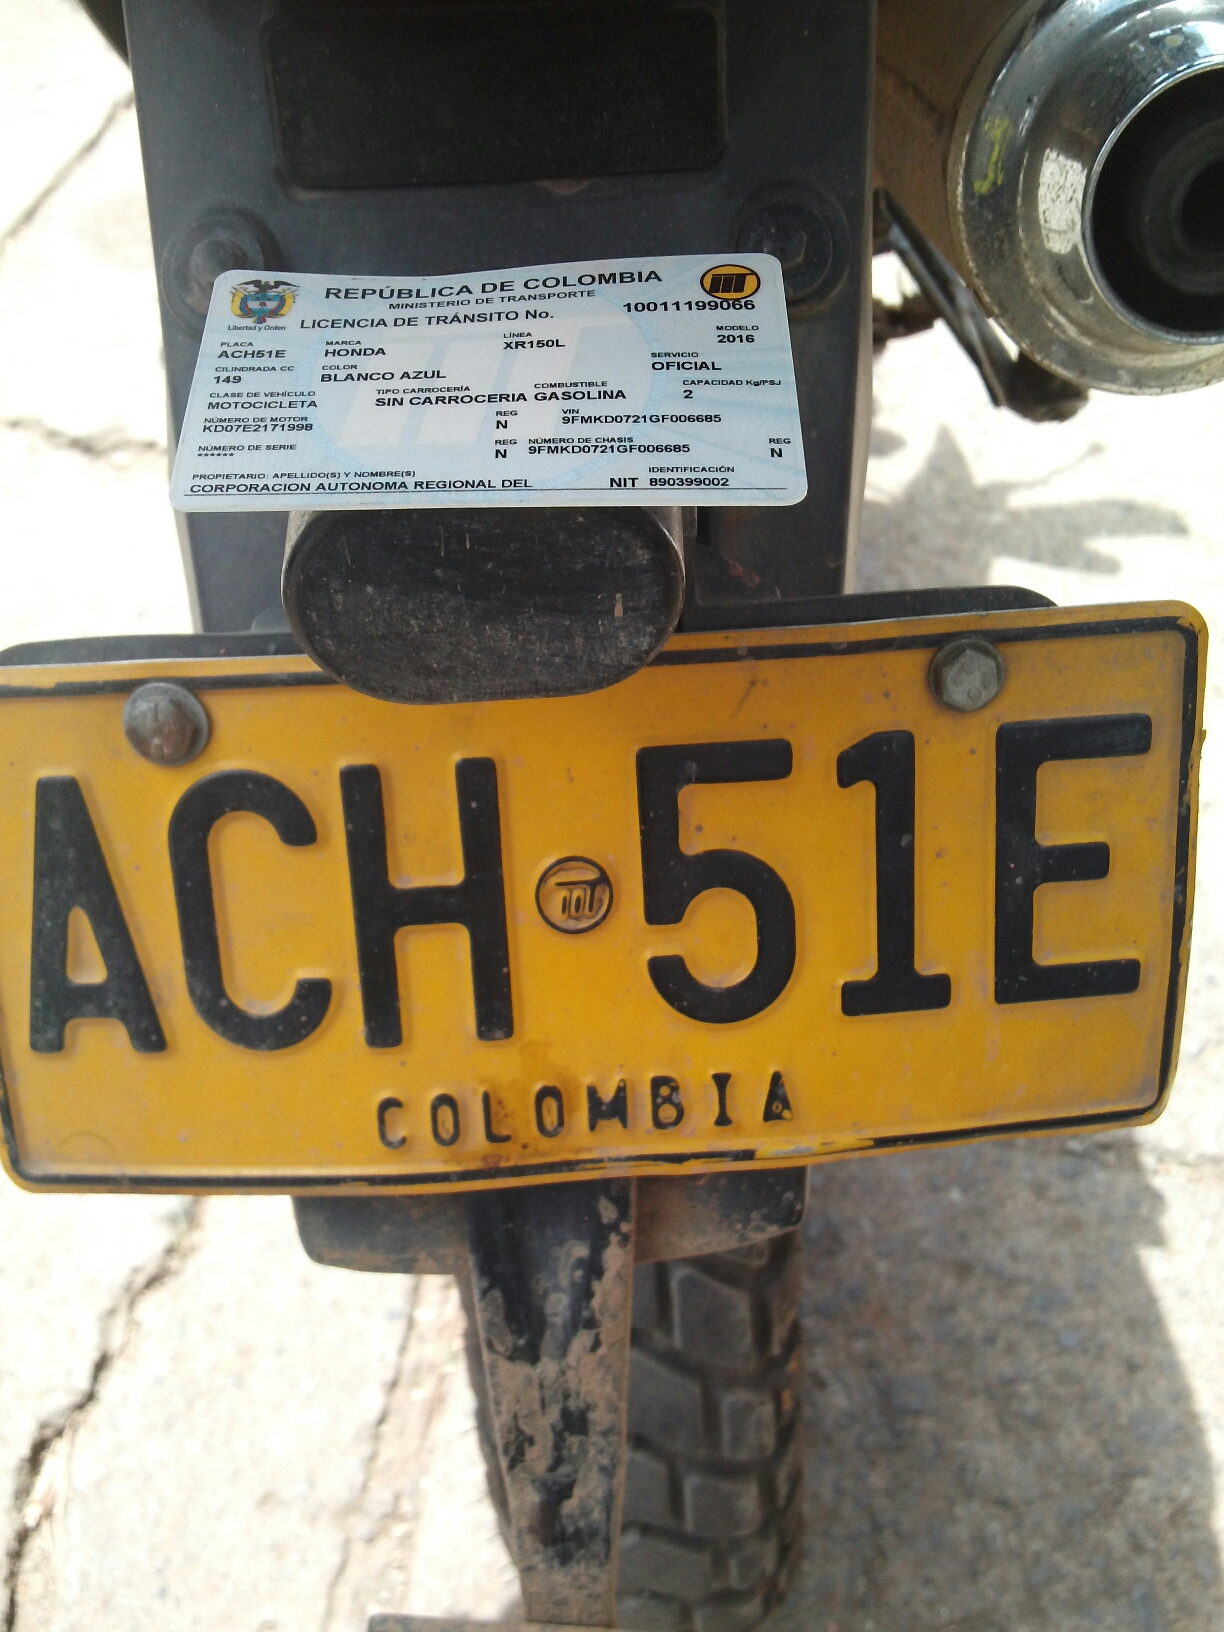 REPÚBLICA DE COLOMBIA
MINISTERIO DE TRANSPORTE
Libertad y Orden
LICENCIA DE TRÁNSITO No. 10011199066
PLACA MARCA LÍNEA MODELO
ACH51E HONDA XR150L 2016
CILINDRADA CC COLOR SERVICIO
149 BLANCO AZUL OFICIAL
CLASE DE VEHÍCULO TIPO CARROCERÍA COMBUSTIBLE CAPACIDAD Kg/PSJ
MOTOCICLETA SIN CARROCERIA GASOLINA 2
NÚMERO DE MOTOR REG VIN
KD07E2171998 N 9FMKD0721GF006685
NÚMERO DE SERIE REG NÚMERO DE CHASIS REG
****** N 9FMKD0721GF006685 N
PROPIETARIO: APELLIDO(S) Y NOMBRE(S) IDENTIFICACIÓN
CORPORACION AUTONOMA REGIONAL DEL NIT 890399002
ACH 51E
COLOMBIA